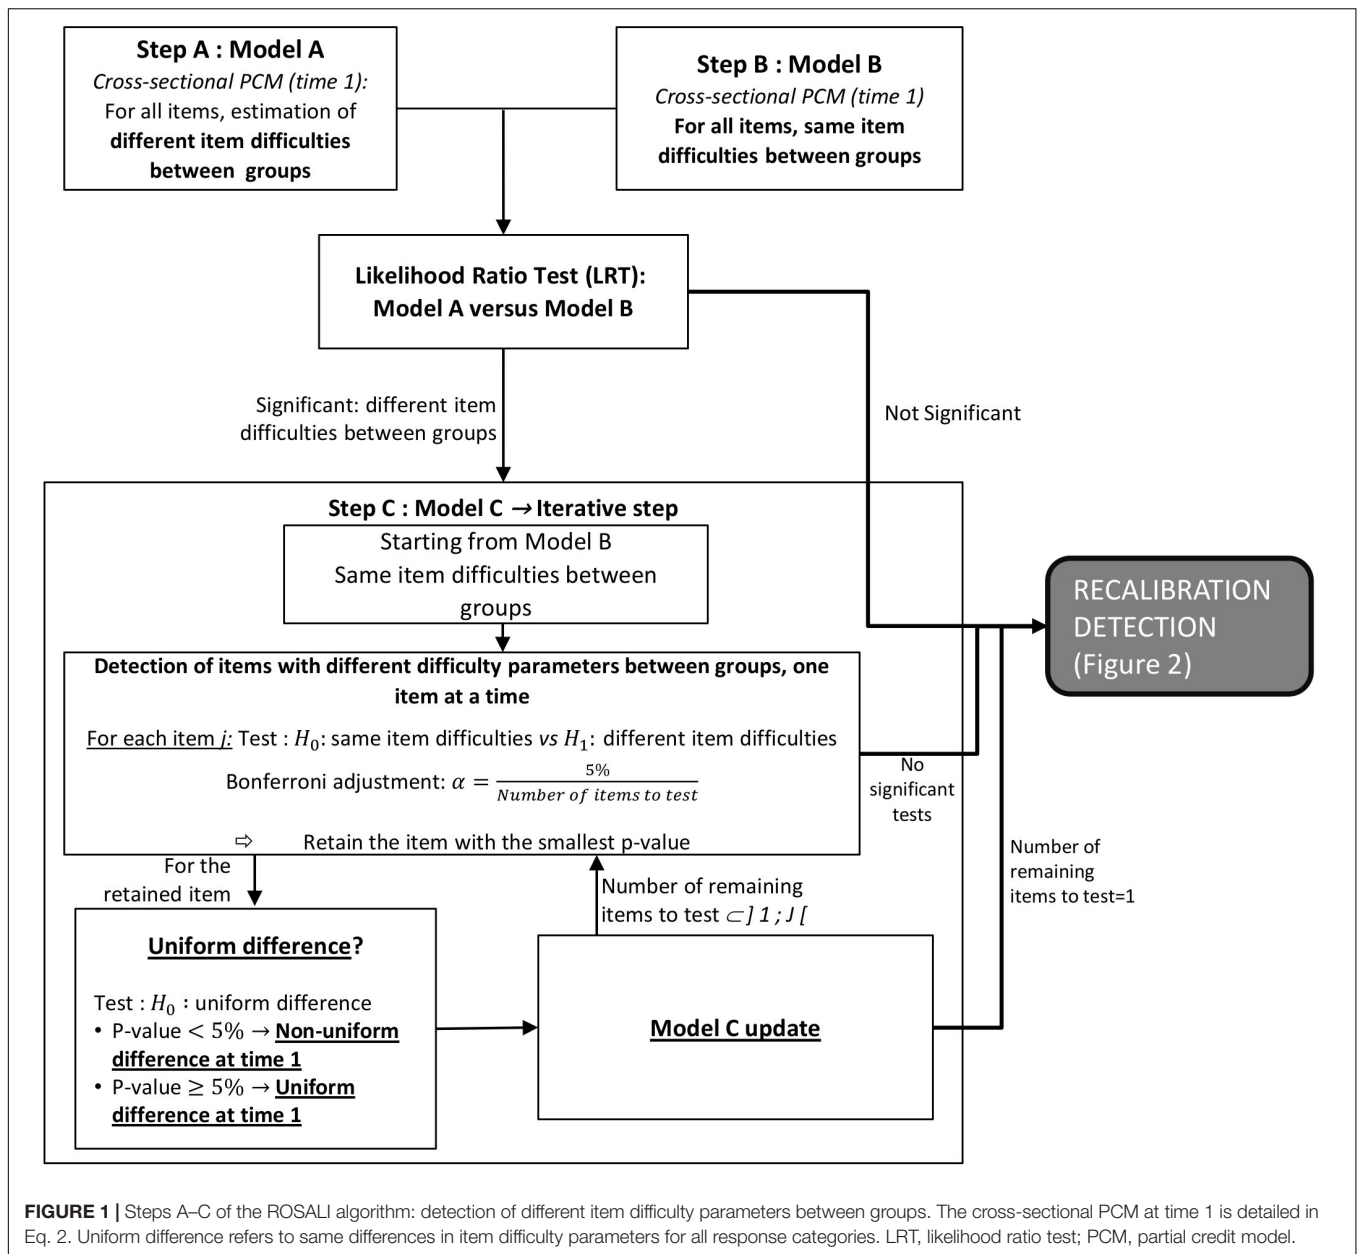 Step A : Model A
Cross-sectional PCM (time 1):
For all items, estimation of
different item difficulties
between groups
Step B : Model B
Cross-sectional PCM (time 1)
For all items, same item
difficulties between groups
Likelihood Ratio Test (LRT):
Model A versus Model B
Significant: different item
difficulties between groups
Not Significant
Step C : Model C → Iterative step
Starting from Model B
Same item difficulties between
groups
RECALIBRATION
DETECTION
(Figure 2)
Detection of items with different difficulty parameters between groups, one
item at a time
For each item j: Test : H₀: same item difficulties vs H₁: different item difficulties
Bonferroni adjustment: α = 5% / Number of items to test
⇨ Retain the item with the smallest p-value
No
significant
tests
Number of
remaining
items to test=1
For the
retained item
Number of remaining
items to test ⊂] 1 ; J [
Uniform difference?
Test : H₀ : uniform difference
• P-value < 5% → Non-uniform
difference at time 1
• P-value ≥ 5% → Uniform
difference at time 1
Model C update
FIGURE 1 | Steps A–C of the ROSALI algorithm: detection of different item difficulty parameters between groups. The cross-sectional PCM at time 1 is detailed in
Eq. 2. Uniform difference refers to same differences in item difficulty parameters for all response categories. LRT, likelihood ratio test; PCM, partial credit model.